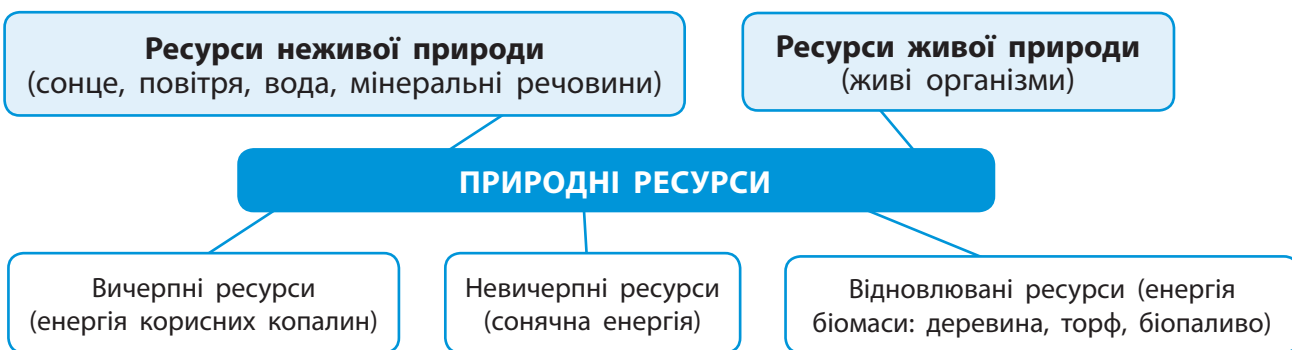 Ресурси неживої природи
(сонце, повітря, вода, мінеральні речовини)
Ресурси живої природи
(живі організми)
ПРИРОДНІ РЕСУРСИ
Вичерпні ресурси
(енергія корисних копалин)
Невичерпні ресурси
(сонячна енергія)
Відновлювані ресурси (енергія
біомаси: деревина, торф, біопаливо)